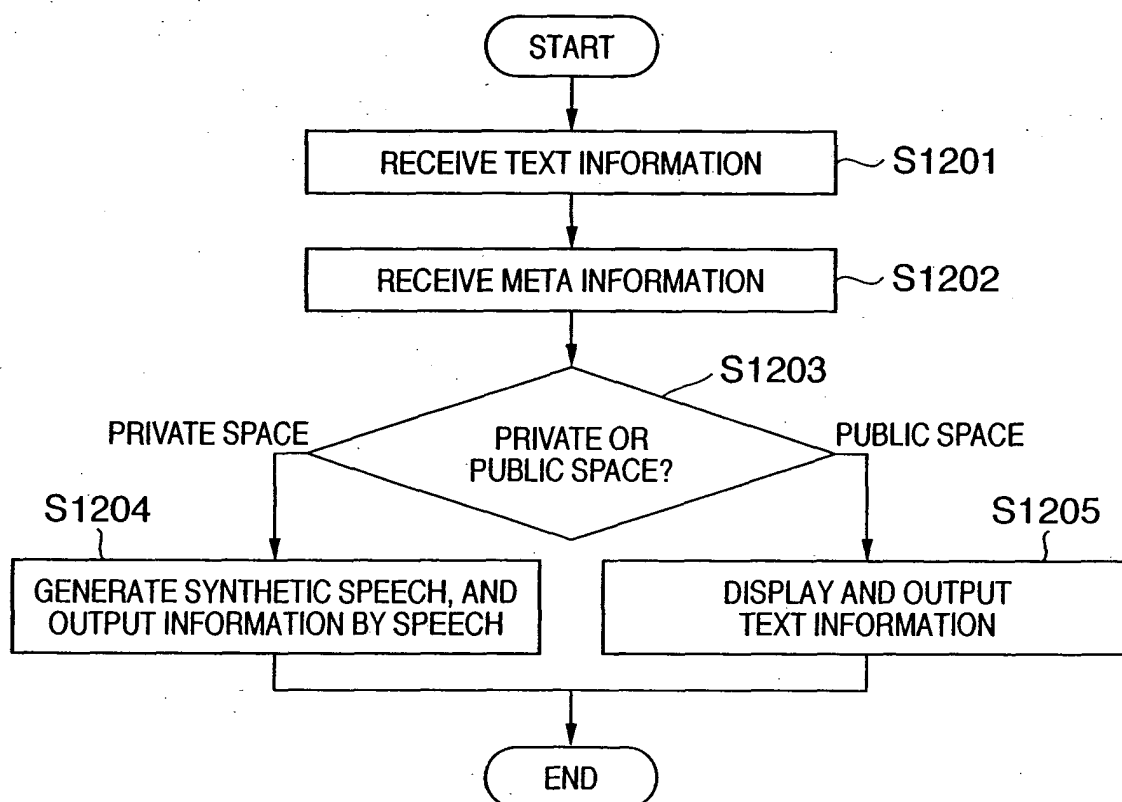 START
RECEIVE TEXT INFORMATION
S1201
RECEIVE META INFORMATION
S1202
S1203
PRIVATE SPACE
PRIVATE OR
PUBLIC SPACE?
PUBLIC SPACE
S1204
GENERATE SYNTHETIC SPEECH, AND
OUTPUT INFORMATION BY SPEECH
S1205
DISPLAY AND OUTPUT
TEXT INFORMATION
END